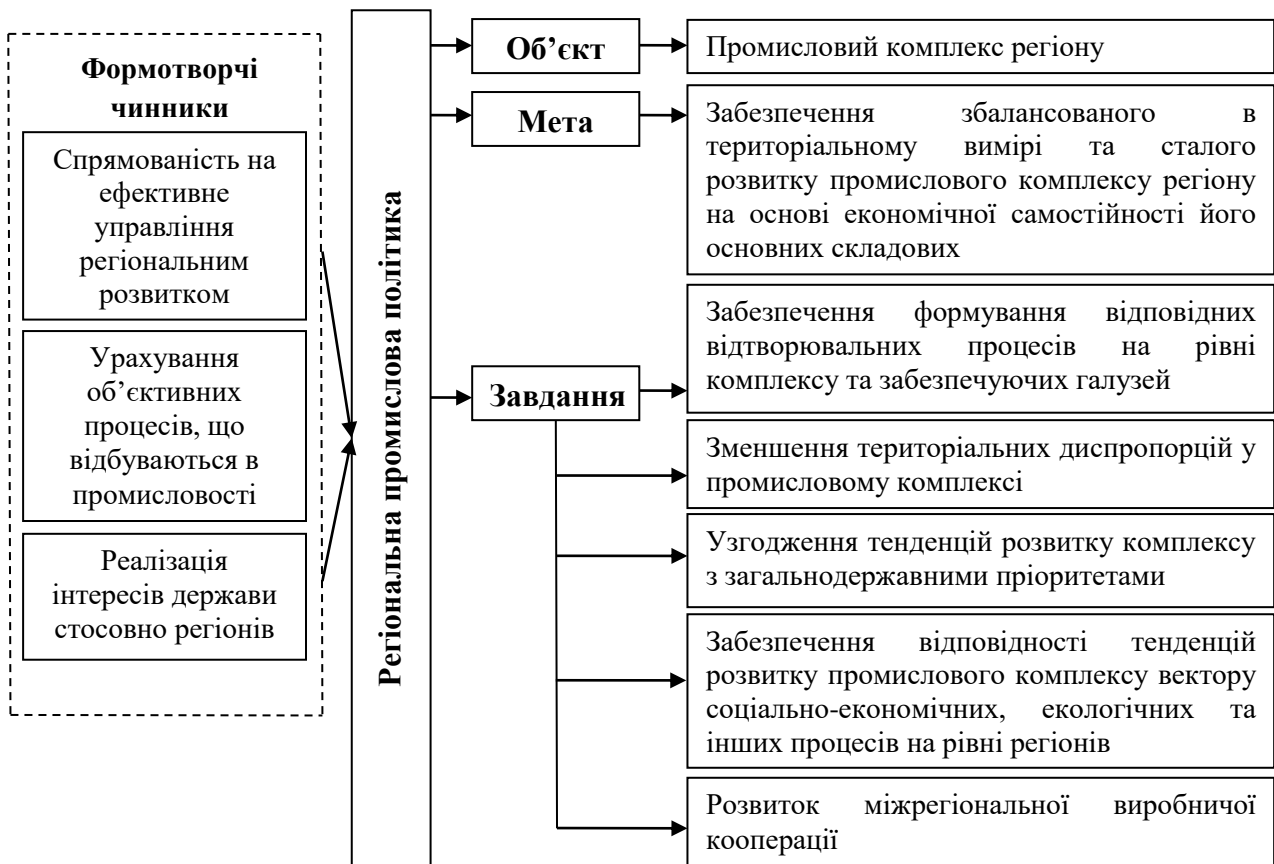 Формотворчі
чинники
Спрямованість на
ефективне
управління
регіональним
розвитком
Урахування
об’єктивних
процесів, що
відбуваються в
промисловості
Реалізація
інтересів держави
стосовно регіонів
Регіональна промислова політика
Об’єкт
Промисловий комплекс регіону
Мета
Забезпечення збалансованого в
територіальному вимірі та сталого
розвитку промислового комплексу регіону
на основі економічної самостійності його
основних складових
Завдання
Забезпечення формування відповідних
відтворювальних процесів на рівні
комплексу та забезпечуючих галузей
Зменшення територіальних диспропорцій у
промисловому комплексі
Узгодження тенденцій розвитку комплексу
з загальнодержавними пріоритетами
Забезпечення відповідності тенденцій
розвитку промислового комплексу вектору
соціально-економічних, екологічних та
інших процесів на рівні регіонів
Розвиток міжрегіональної виробничої
кооперації